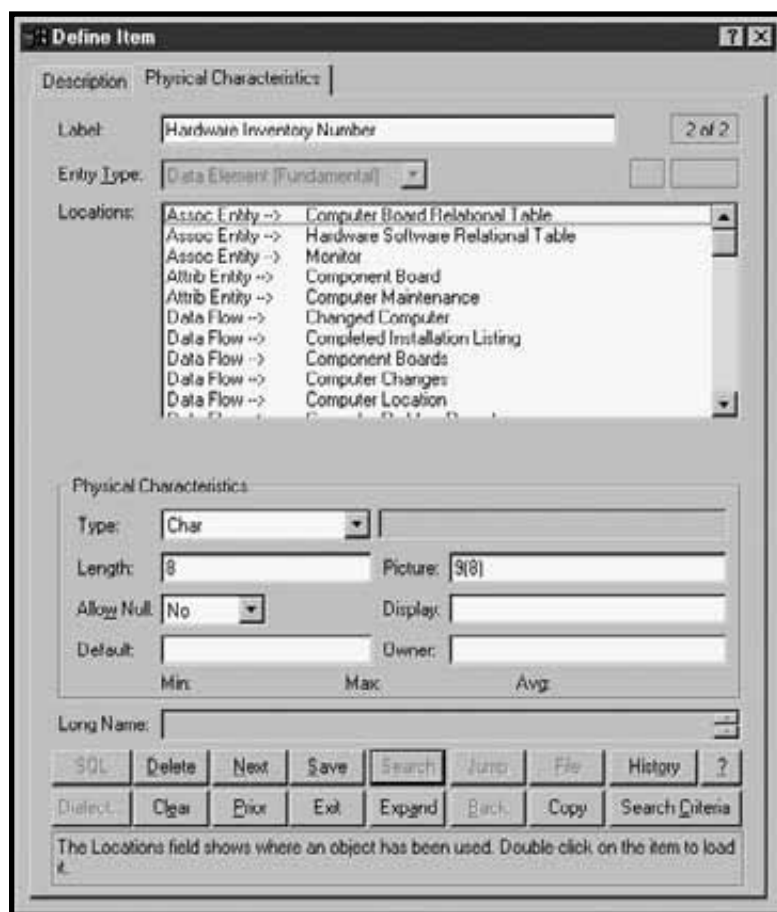 Define Item
Description Physical Characteristics
Label: Hardware Inventory Number 2 of 2
Entry Type: Data Element [Fundamental]
Locations:
Assoc Entity --> Computer Board Relational Table
Assoc Entity --> Hardware Software Relational Table
Assoc Entity --> Monitor
Attrib Entity --> Component Board
Attrib Entity --> Computer Maintenance
Data Flow --> Changed Computer
Data Flow --> Completed Installation Listing
Data Flow --> Component Boards
Data Flow --> Computer Changes
Data Flow --> Computer Location
Physical Characteristics
Type: Char
Length: 8 Picture: 9(8)
Allow Null: No Display:
Default: Owner:
Min: Max: Avg:
Long Name:
SQL Delete Next Save Search Jump File History ?
Dialect... Clear Prior Exit Expand Back Copy Search Criteria
The Locations field shows where an object has been used. Double click on the item to load
it.